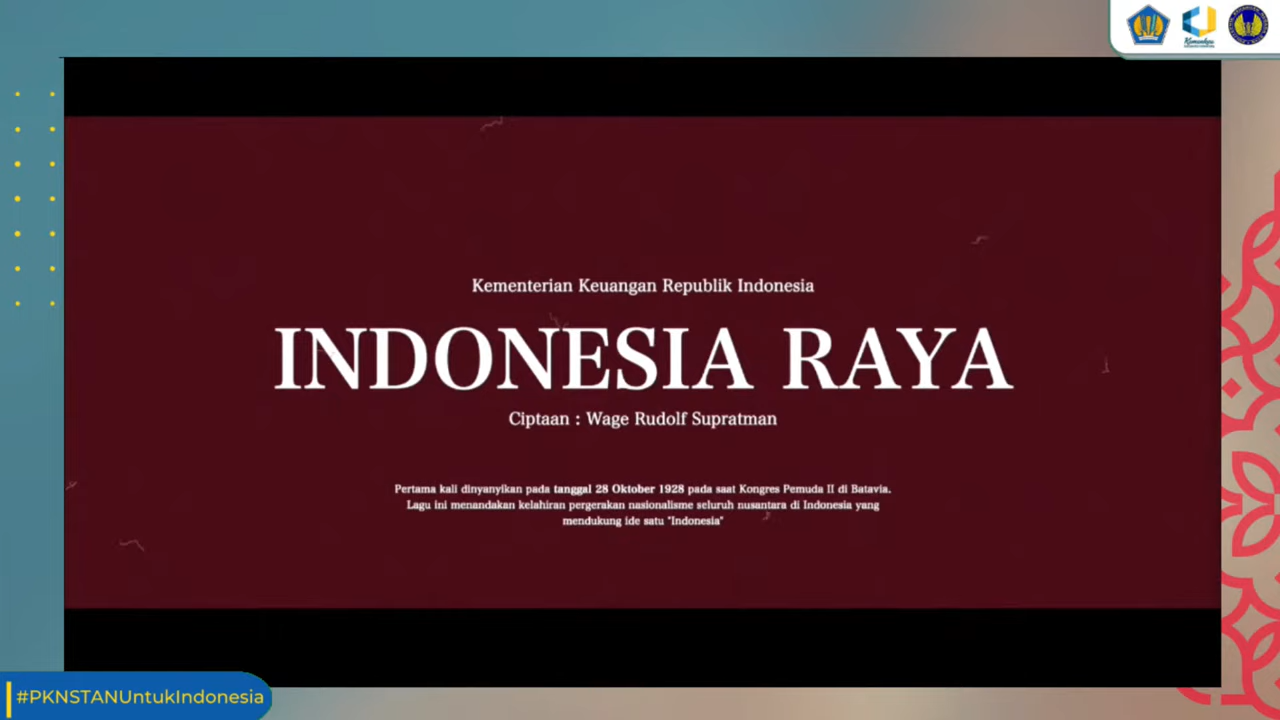 Kementerian Keuangan Republik Indonesia
INDONESIA RAYA
Ciptaan : Wage Rudolf Supratman
Pertama kali dinyanyikan pada tanggal 28 Oktober 1928 pada saat Kongres Pemuda II di Batavia.
Lagu ini menandakan kelahiran pergerakan nasionalisme seluruh nusantara di Indonesia yang
mendukung ide satu "Indonesia"
#PKNSTANUntukIndonesia